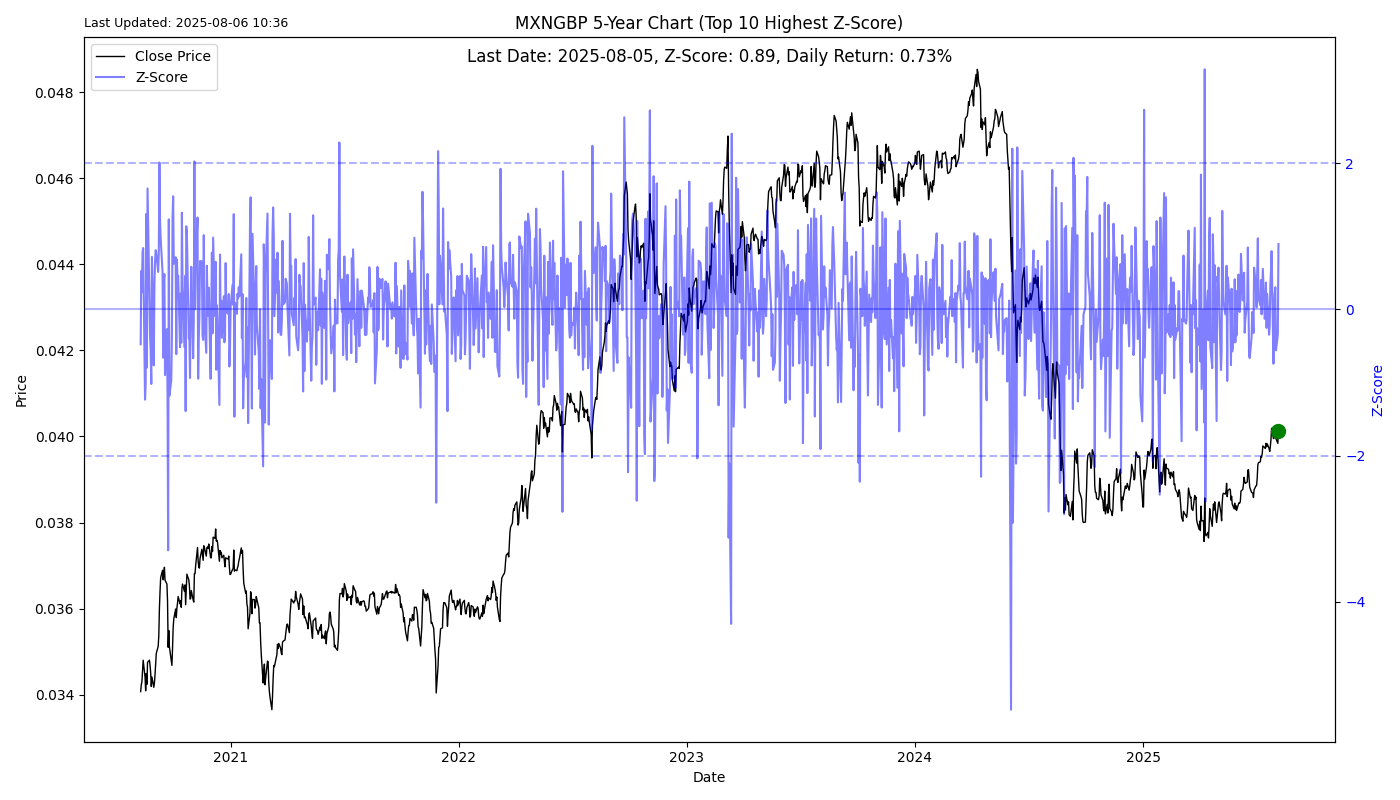 Last Updated: 2025-08-06 10:36
MXNGBP 5-Year Chart (Top 10 Highest Z-Score)
Last Date: 2025-08-05, Z-Score: 0.89, Daily Return: 0.73%
Close Price
Z-Score
0.048
0.046
0.044
0.042
0.040
0.038
0.036
0.034
Price
2
0
−2
−4
Z-Score
2021
2022
2023
2024
2025
Date